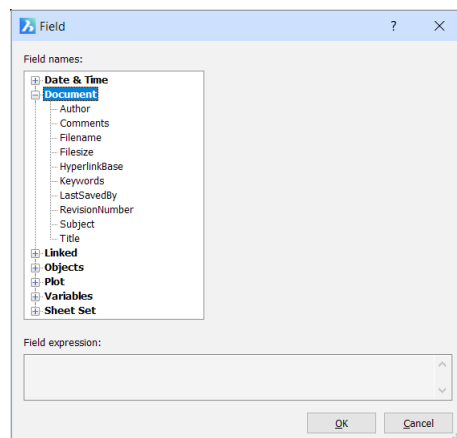 Field
Field names:
Date & Time
Document
Author
Comments
Filename
Filesize
HyperlinkBase
Keywords
LastSavedBy
RevisionNumber
Subject
Title
Linked
Objects
Plot
Variables
Sheet Set
Field expression:
OK Cancel